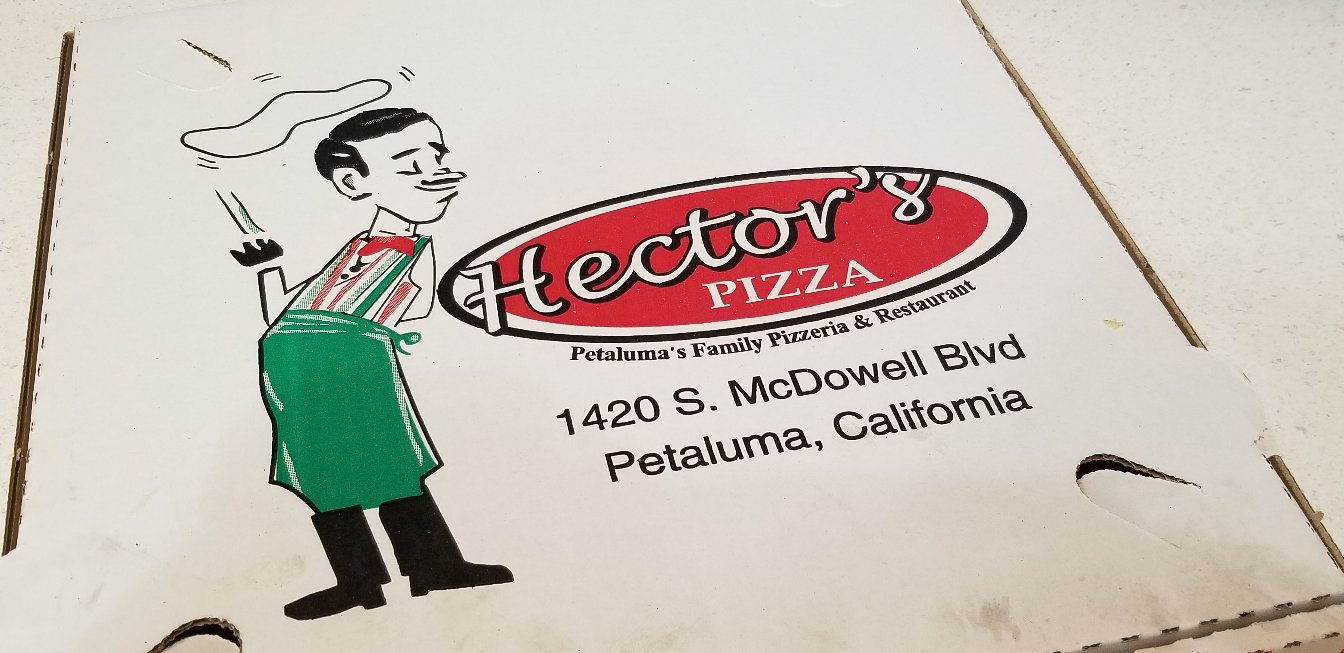 Hector's
PIZZA
Petaluma's Family Pizzeria & Restaurant
1420 S. McDowell Blvd
Petaluma, California